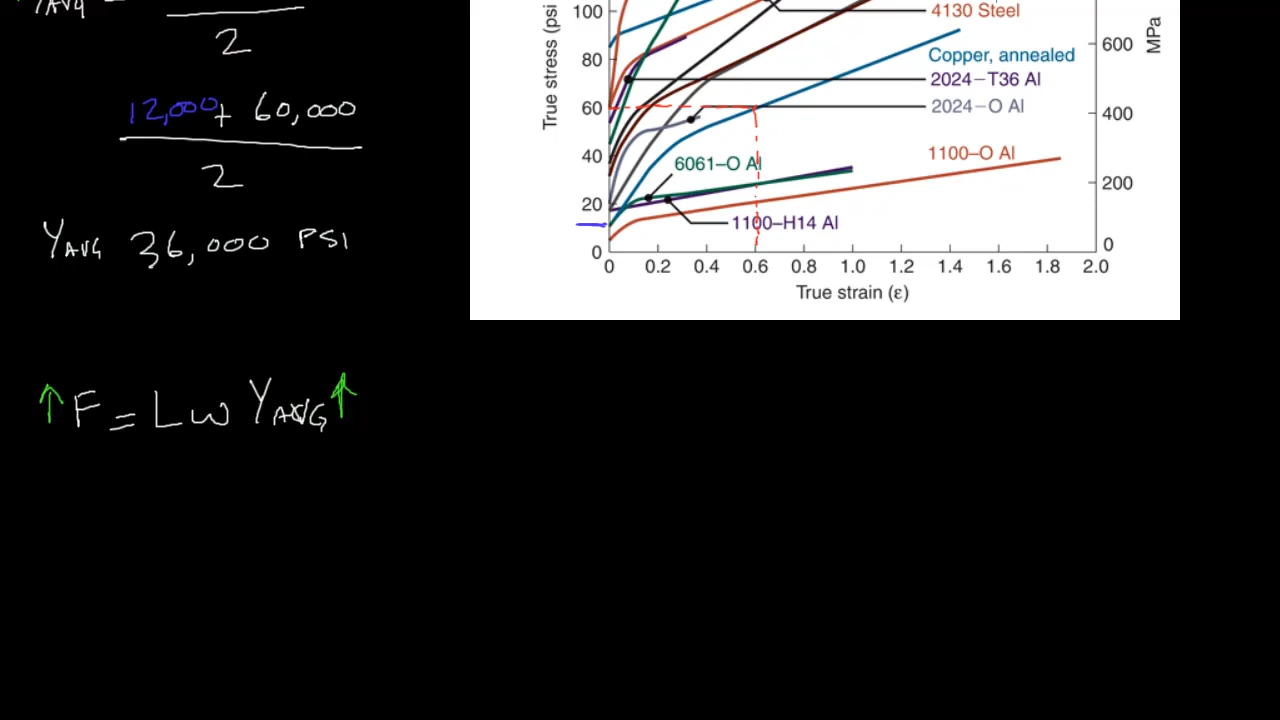 YAVG =
2
12,000 + 60,000
2
YAVG 36,000 PSI
↑ F = L w YAVG ↑
True stress (psi
100
80
60
40
20
0
0 0.2 0.4 0.6 0.8 1.0 1.2 1.4 1.6 1.8 2.0
True strain (ε)
MPa
600
400
200
0
4130 Steel
Copper, annealed
2024–T36 Al
2024–O Al
1100–O Al
6061–O Al
1100–H14 Al